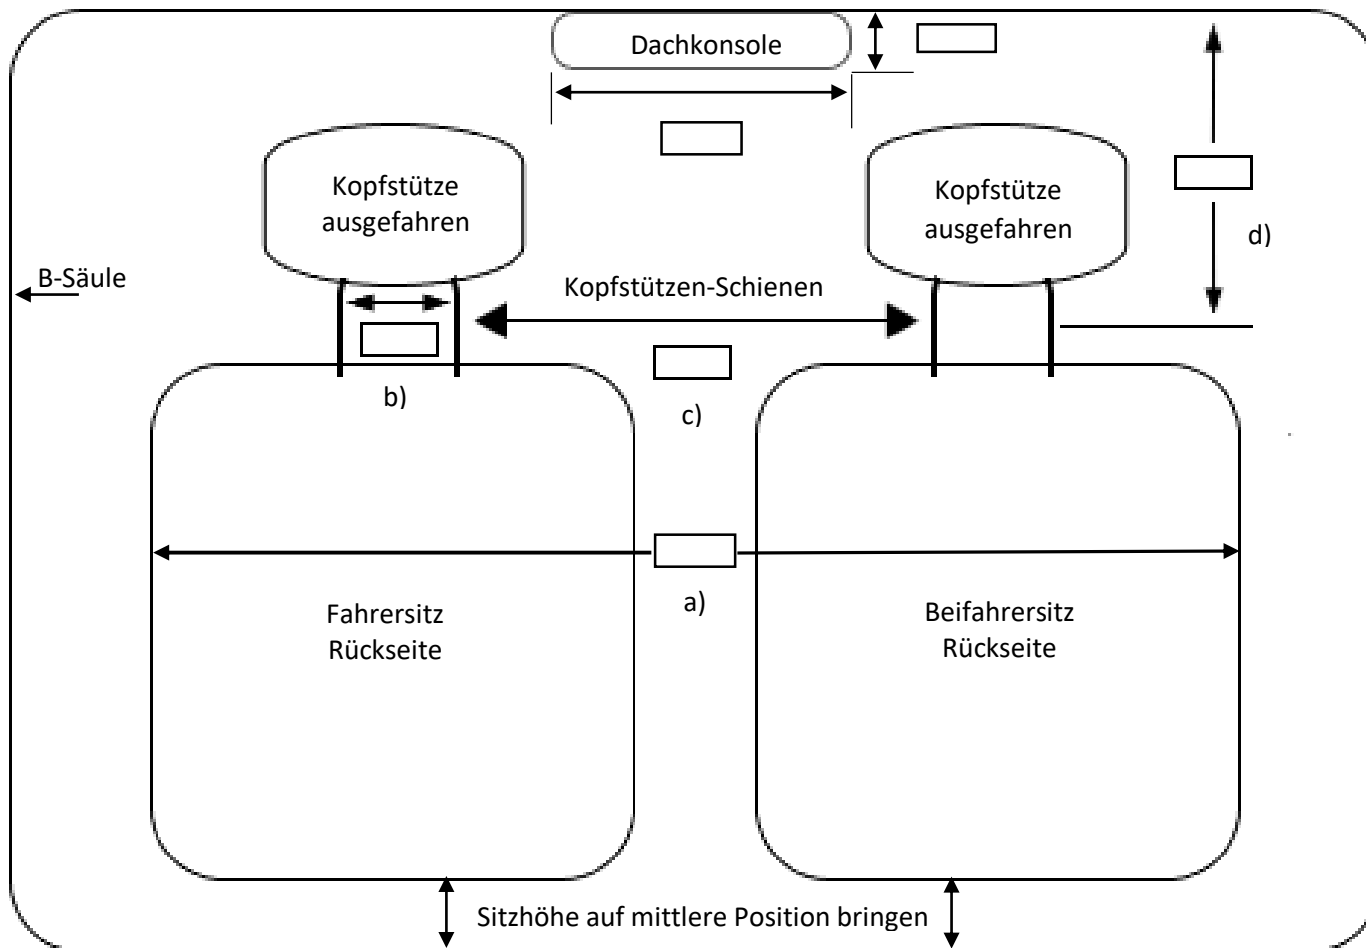 Dachkonsole
Kopfstütze
ausgefahren
Kopfstütze
ausgefahren
d)
B-Säule
Kopfstützen-Schienen
b)
c)
a)
Fahrersitz
Rückseite
Beifahrersitz
Rückseite
Sitzhöhe auf mittlere Position bringen